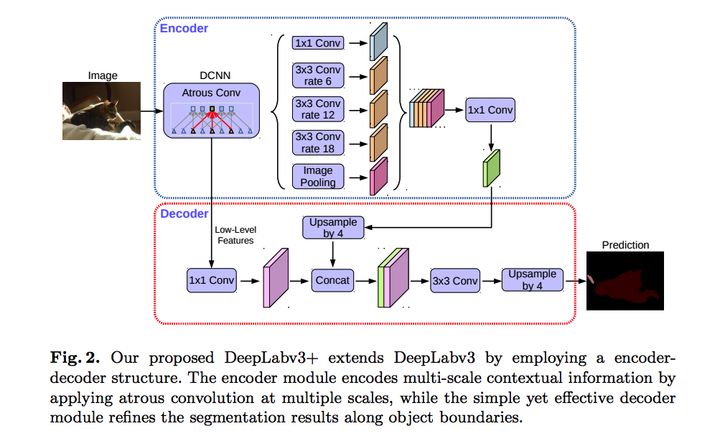 Encoder
Image
DCNN
Atrous Conv
1x1 Conv
3x3 Conv
rate 6
3x3 Conv
rate 12
3x3 Conv
rate 18
Image
Pooling
1x1 Conv
Decoder
Low-Level
Features
Upsample
by 4
1x1 Conv
Concat
3x3 Conv
Upsample
by 4
Prediction
Fig. 2. Our proposed DeepLabv3+ extends DeepLabv3 by employing a encoder-
decoder structure. The encoder module encodes multi-scale contextual information by
applying atrous convolution at multiple scales, while the simple yet effective decoder
module refines the segmentation results along object boundaries.